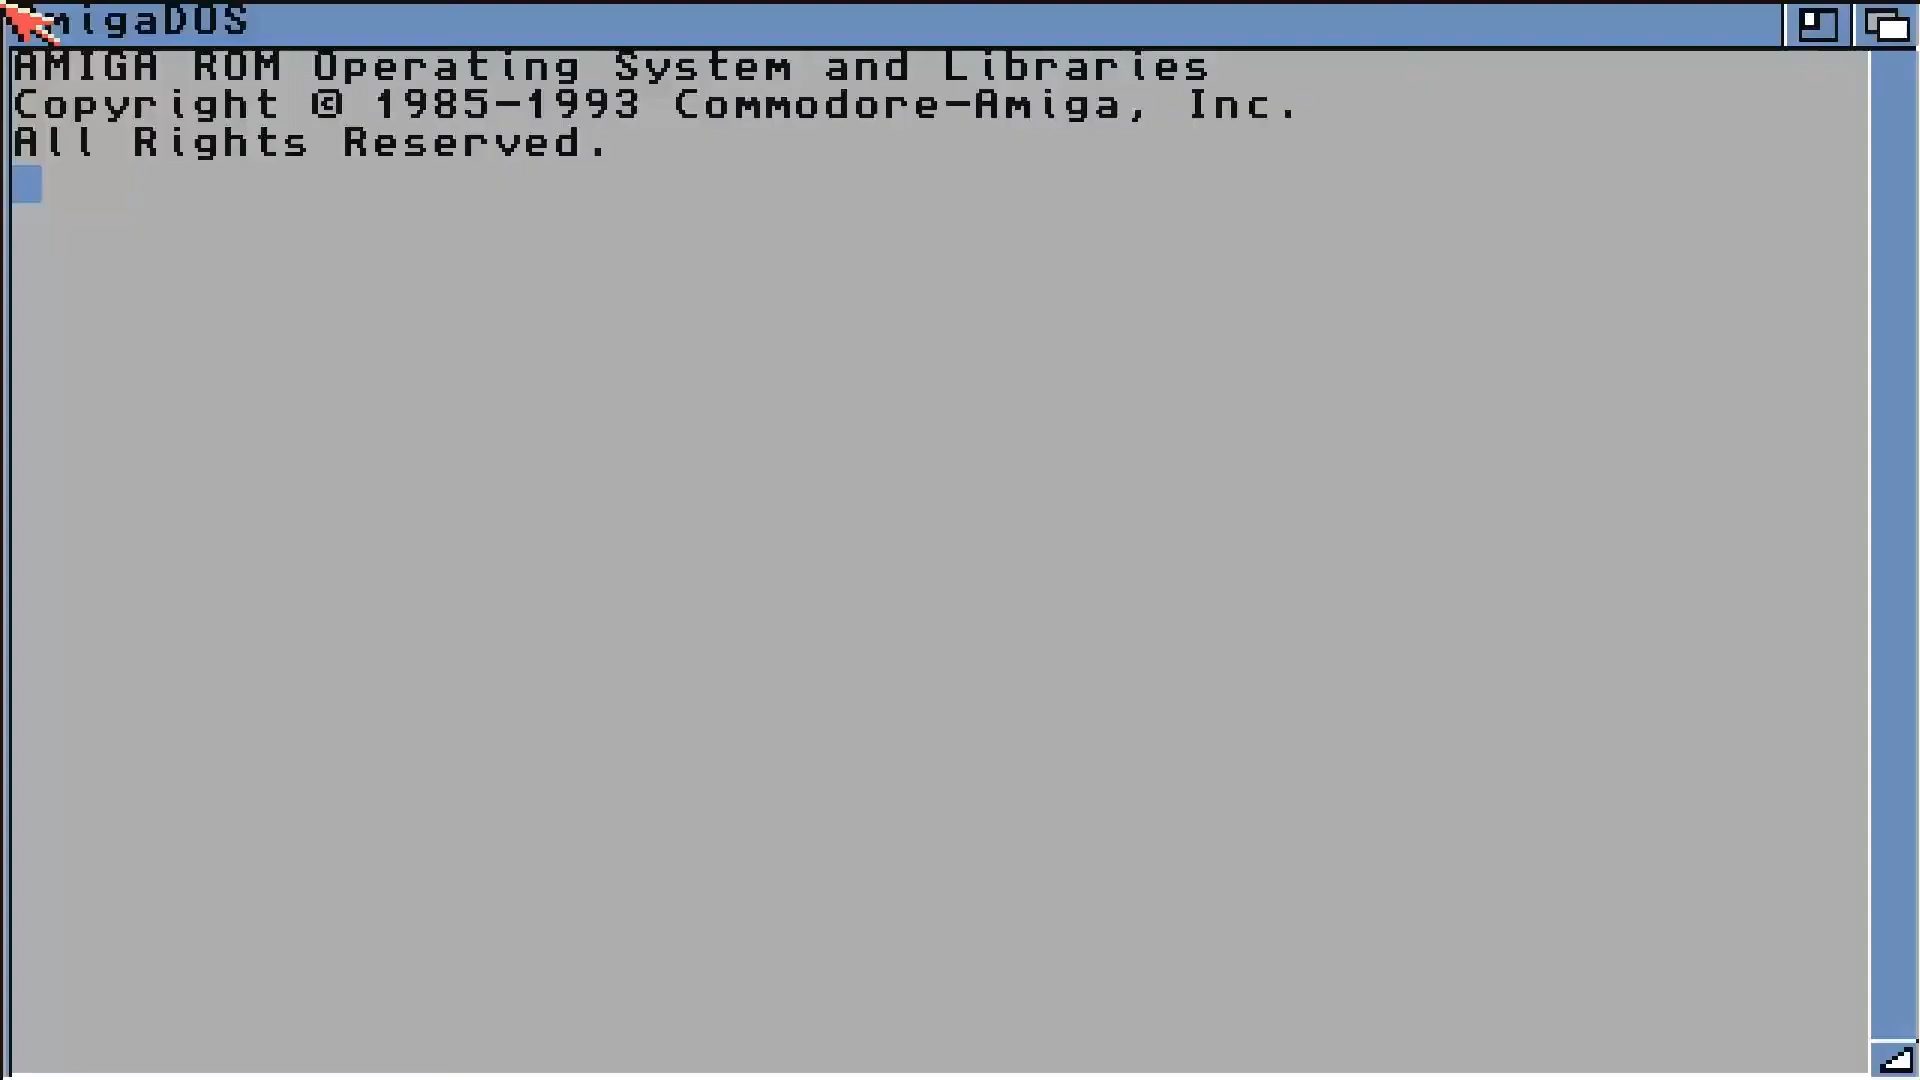 AmigaDOS
AMIGA ROM Operating System and Libraries
Copyright © 1985-1993 Commodore-Amiga, Inc.
All Rights Reserved.